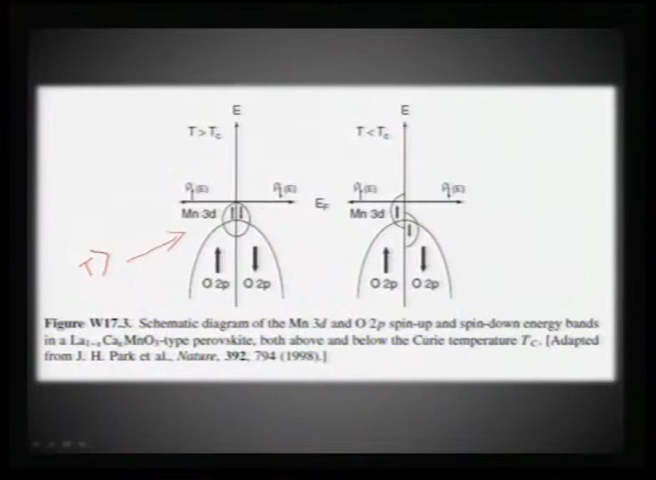 E
E
T>T_c
T<T_c
ρ↑(E)
ρ↓(E)
E_F
ρ↑(E)
ρ↓(E)
Mn 3d
Mn 3d
O 2p
O 2p
O 2p
O 2p
Figure W17.3. Schematic diagram of the Mn 3d and O 2p spin-up and spin-down energy bands
in a La₁₋ₓCaₓMnO₃-type perovskite, both above and below the Curie temperature T_C. [Adapted
from J. H. Park et al., Nature, 392, 794 (1998).]